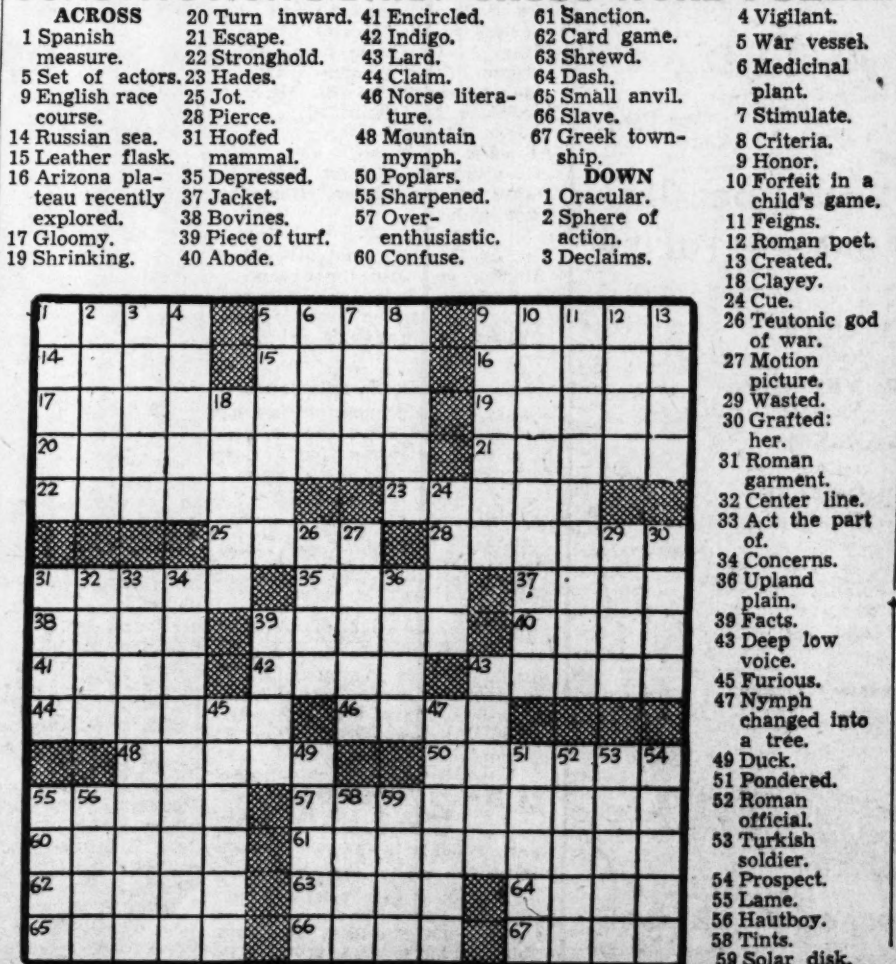 ACROSS
1 Spanish
measure.
5 Set of actors.
9 English race
course.
14 Russian sea.
15 Leather flask.
16 Arizona pla-
teau recently
explored.
17 Gloomy.
19 Shrinking.
20 Turn inward.
21 Escape.
22 Stronghold.
23 Hades.
25 Jot.
28 Pierce.
31 Hoofed
mammal.
35 Depressed.
37 Jacket.
38 Bovines.
39 Piece of turf.
40 Abode.
41 Encircled.
42 Indigo.
43 Lard.
44 Claim.
46 Norse litera-
ture.
48 Mountain
mymph.
50 Poplars.
55 Sharpened.
57 Over-
enthusiastic.
60 Confuse.
61 Sanction.
62 Card game.
63 Shrewd.
64 Dash.
65 Small anvil.
66 Slave.
67 Greek town-
ship.
DOWN
1 Oracular.
2 Sphere of
action.
3 Declaims.
4 Vigilant.
5 War vessel.
6 Medicinal
plant.
7 Stimulate.
8 Criteria.
9 Honor.
10 Forfeit in a
child's game.
11 Feigns.
12 Roman poet.
13 Created.
18 Clayey.
24 Cue.
26 Teutonic god
of war.
27 Motion
picture.
29 Wasted.
30 Grafted:
her.
31 Roman
garment.
32 Center line.
33 Act the part
of.
34 Concerns.
36 Upland
plain.
39 Facts.
43 Deep low
voice.
45 Furious.
47 Nymph
changed into
a tree.
49 Duck.
51 Pondered.
52 Roman
official.
53 Turkish
soldier.
54 Prospect.
55 Lame.
56 Hautboy.
58 Tints.
59 Solar disk.
1 2 3 4 5 6 7 8 9 10 11 12 13
14 15 16
17 18 19
20 21
22 23 24
25 26 27 28 29 30
31 32 33 34 35 36 37
38 39 40
41 42 43
44 45 46 47
48 49 50 51 52 53 54
55 56 57 58 59
60 61
62 63 64
65 66 67